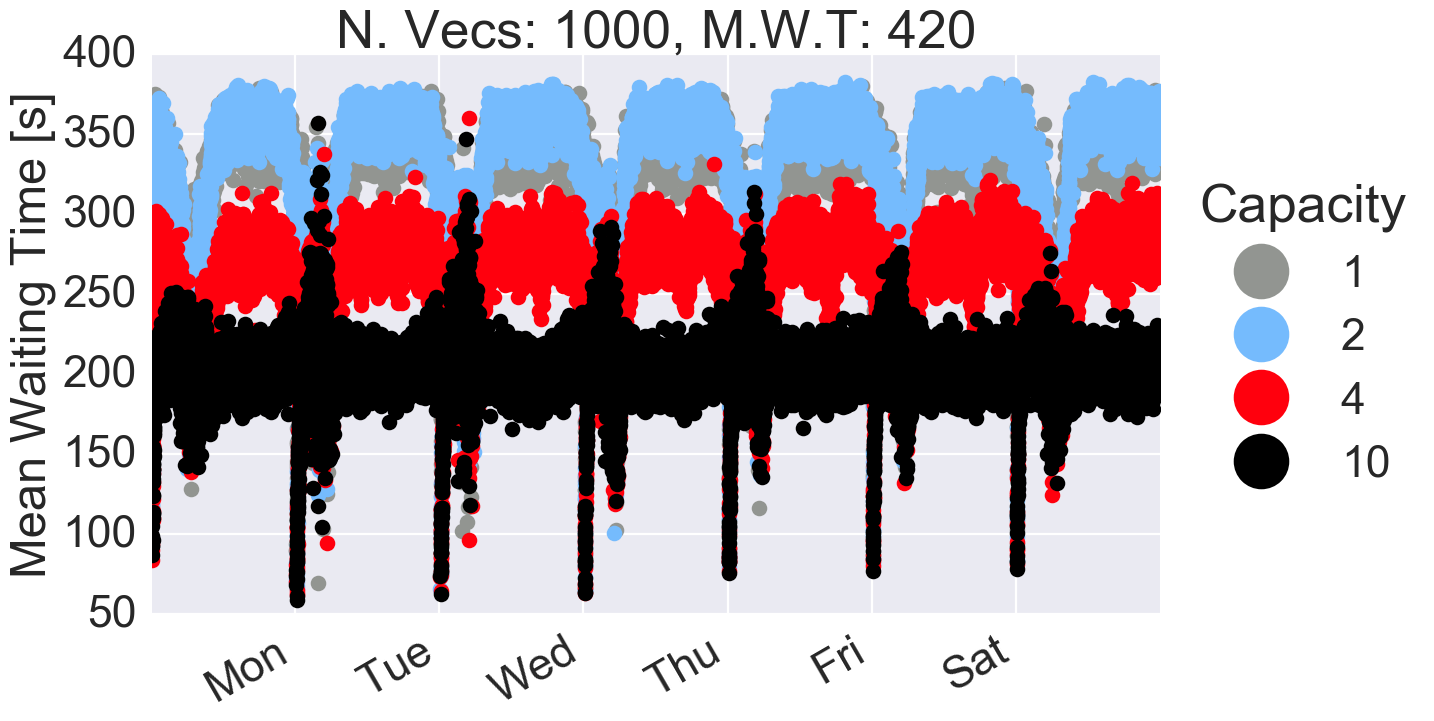 N. Vecs: 1000, M.W.T: 420
Mean Waiting Time [s]
400
350
300
250
200
150
100
50
Mon
Tue
Wed
Thu
Fri
Sat
Capacity
1
2
4
10